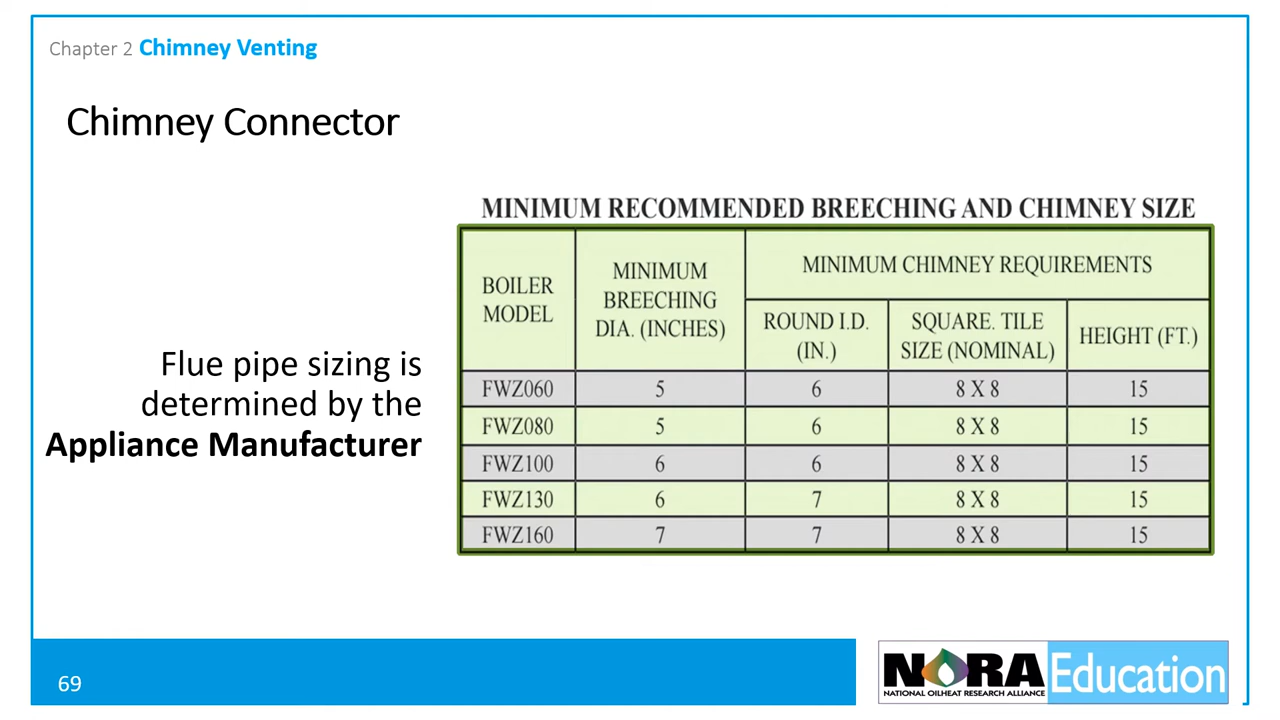 Chapter 2 Chimney Venting
Chimney Connector
Flue pipe sizing is
determined by the
Appliance Manufacturer
MINIMUM RECOMMENDED BREECHING AND CHIMNEY SIZE
BOILER
MODEL
MINIMUM
BREECHING
DIA. (INCHES)
MINIMUM CHIMNEY REQUIREMENTS
ROUND I.D.
(IN.)
SQUARE. TILE
SIZE (NOMINAL)
HEIGHT (FT.)
FWZ060 5 6 8 X 8 15
FWZ080 5 6 8 X 8 15
FWZ100 6 6 8 X 8 15
FWZ130 6 7 8 X 8 15
FWZ160 7 7 8 X 8 15
69
NORA Education
NATIONAL OILHEAT RESEARCH ALLIANCE